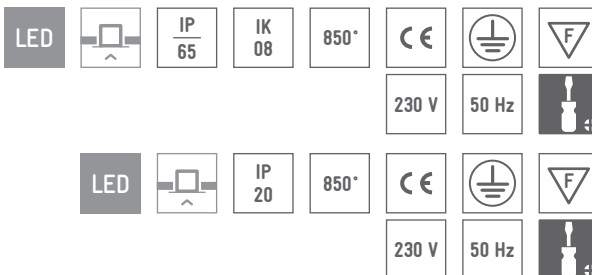 LED IP 65 IK 08 850° CE F
230 V 50 Hz
LED IP 20 850° CE F
230 V 50 Hz